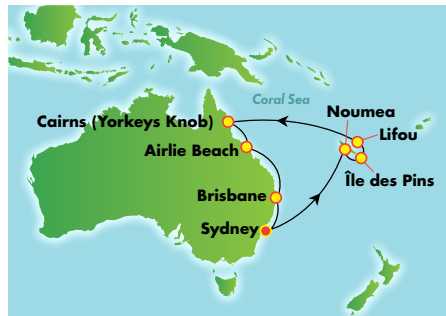 Coral Sea
Noumea
Cairns (Yorkeys Knob)
Lifou
Airlie Beach
Île des Pins
Brisbane
Sydney